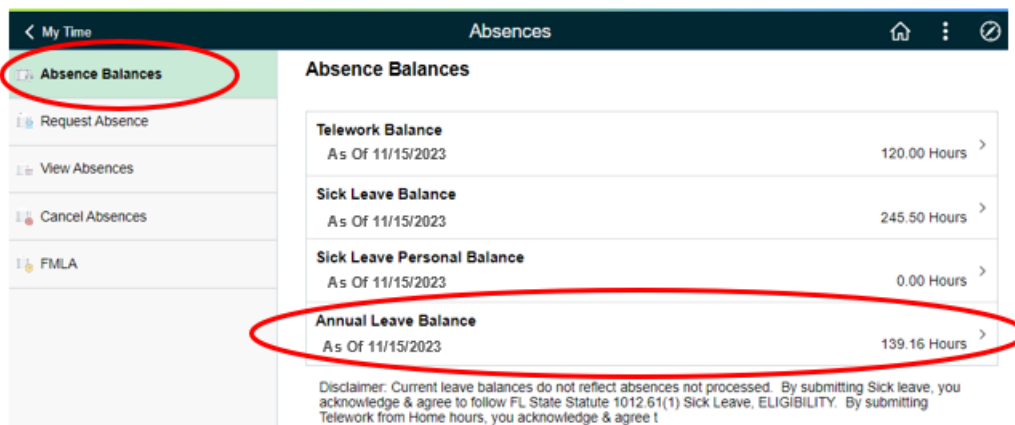 My Time
Absences
Absence Balances
Request Absence
View Absences
Cancel Absences
FMLA
Absence Balances
Telework Balance
As Of 11/15/2023
120.00 Hours
Sick Leave Balance
As Of 11/15/2023
245.50 Hours
Sick Leave Personal Balance
As Of 11/15/2023
0.00 Hours
Annual Leave Balance
As Of 11/15/2023
139.16 Hours
Disclaimer: Current leave balances do not reflect absences not processed. By submitting Sick leave, you
acknowledge & agree to follow FL State Statute 1012.61(1) Sick Leave, ELIGIBILITY. By submitting
Telework from Home hours, you acknowledge & agree t